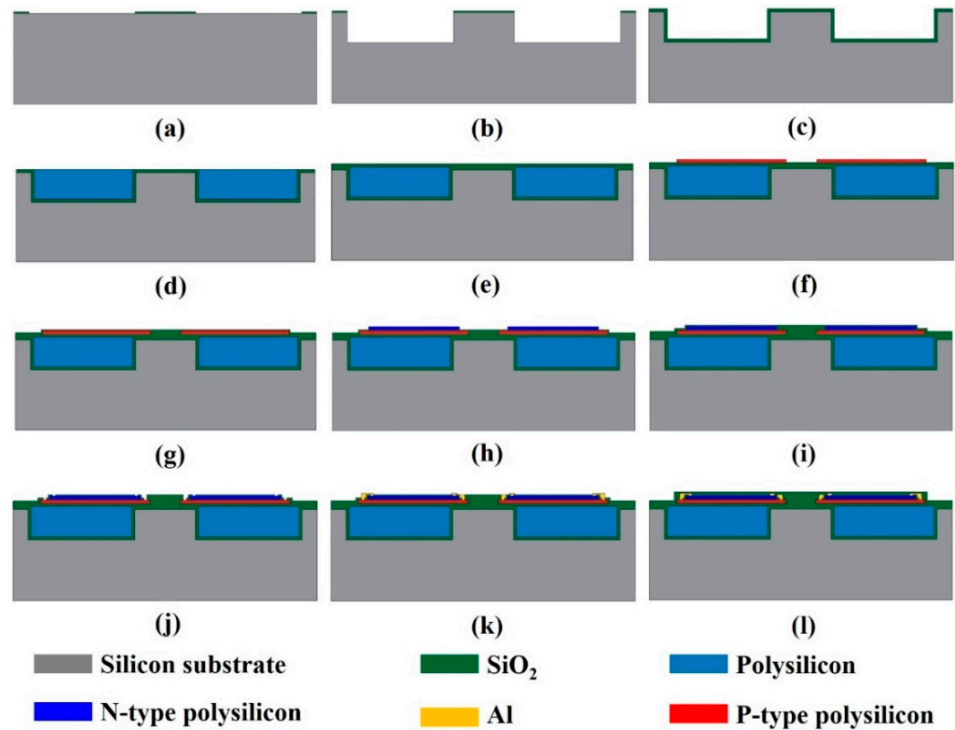 (a) (b) (c)
(d) (e) (f)
(g) (h) (i)
(j) (k) (l)
Silicon substrate SiO₂ Polysilicon
N-type polysilicon Al P-type polysilicon